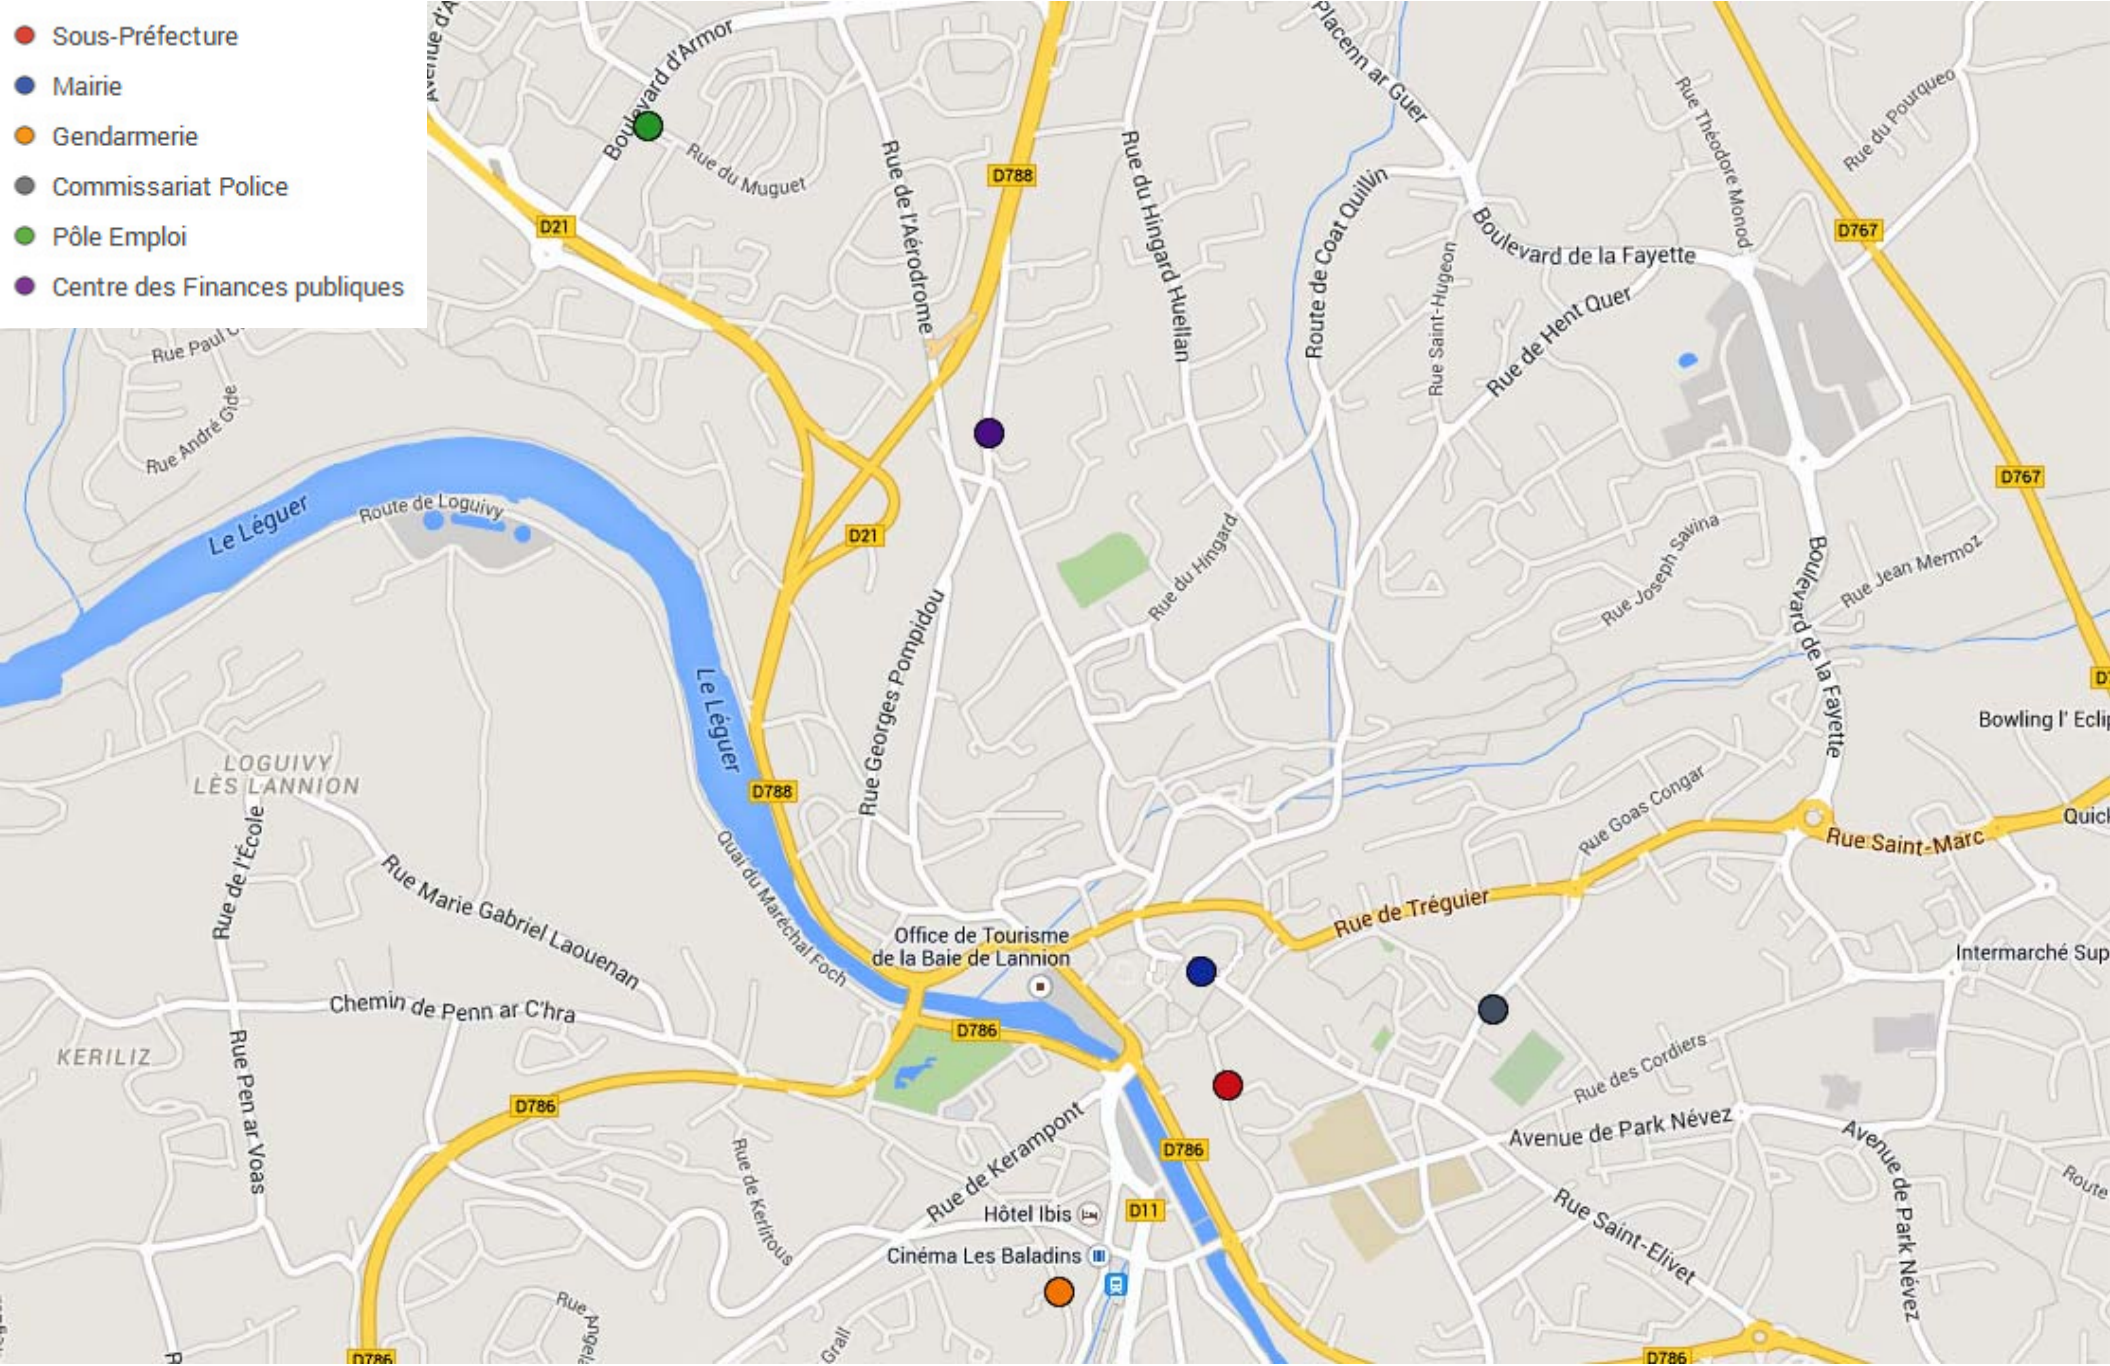 Sous-Préfecture
Mairie
Gendarmerie
Commissariat Police
Pôle Emploi
Centre des Finances publiques
Boulevard d'Armor
Placenn ar Guer
Rue Théodore Monod
Rue du Pourqueo
Rue du Muguet
Rue de l'Aérodrome
D788
Rue du Hingard Huellan
Route de Coat Quillin
D21
Boulevard de la Fayette
D767
Rue Saint-Hugeon
Rue de Hent Quer
Rue Paul
Rue André Gide
Le Léguer
Route de Loguivy
D767
D21
Rue du Hingard
Rue Joseph Savina
Rue Jean Mermoz
Boulevard de la Fayette
Rue Georges Pompidou
Le Léguer
Bowling l'
LOGUIVY
LÈS LANNION
D788
Rue de l'École
Quai du Maréchal Foch
Rue Goas Congar
Rue Saint-Marc
Rue Marie Gabriel Laouenan
Rue de Tréguier
Office de Tourisme
de la Baie de Lannion
Intermarché
Chemin de Penn ar C'hra
D786
KERILIZ
Rue Pen ar Voas
Rue des Cordiers
D786
Rue de Kerampont
D786
Avenue de Park Névez
Avenue de Park Névez
Rue de Kerlitous
Hôtel Ibis
D11
Route
Rue Saint-Elivet
Cinéma Les Baladins
Rue
Grall
D786
D786